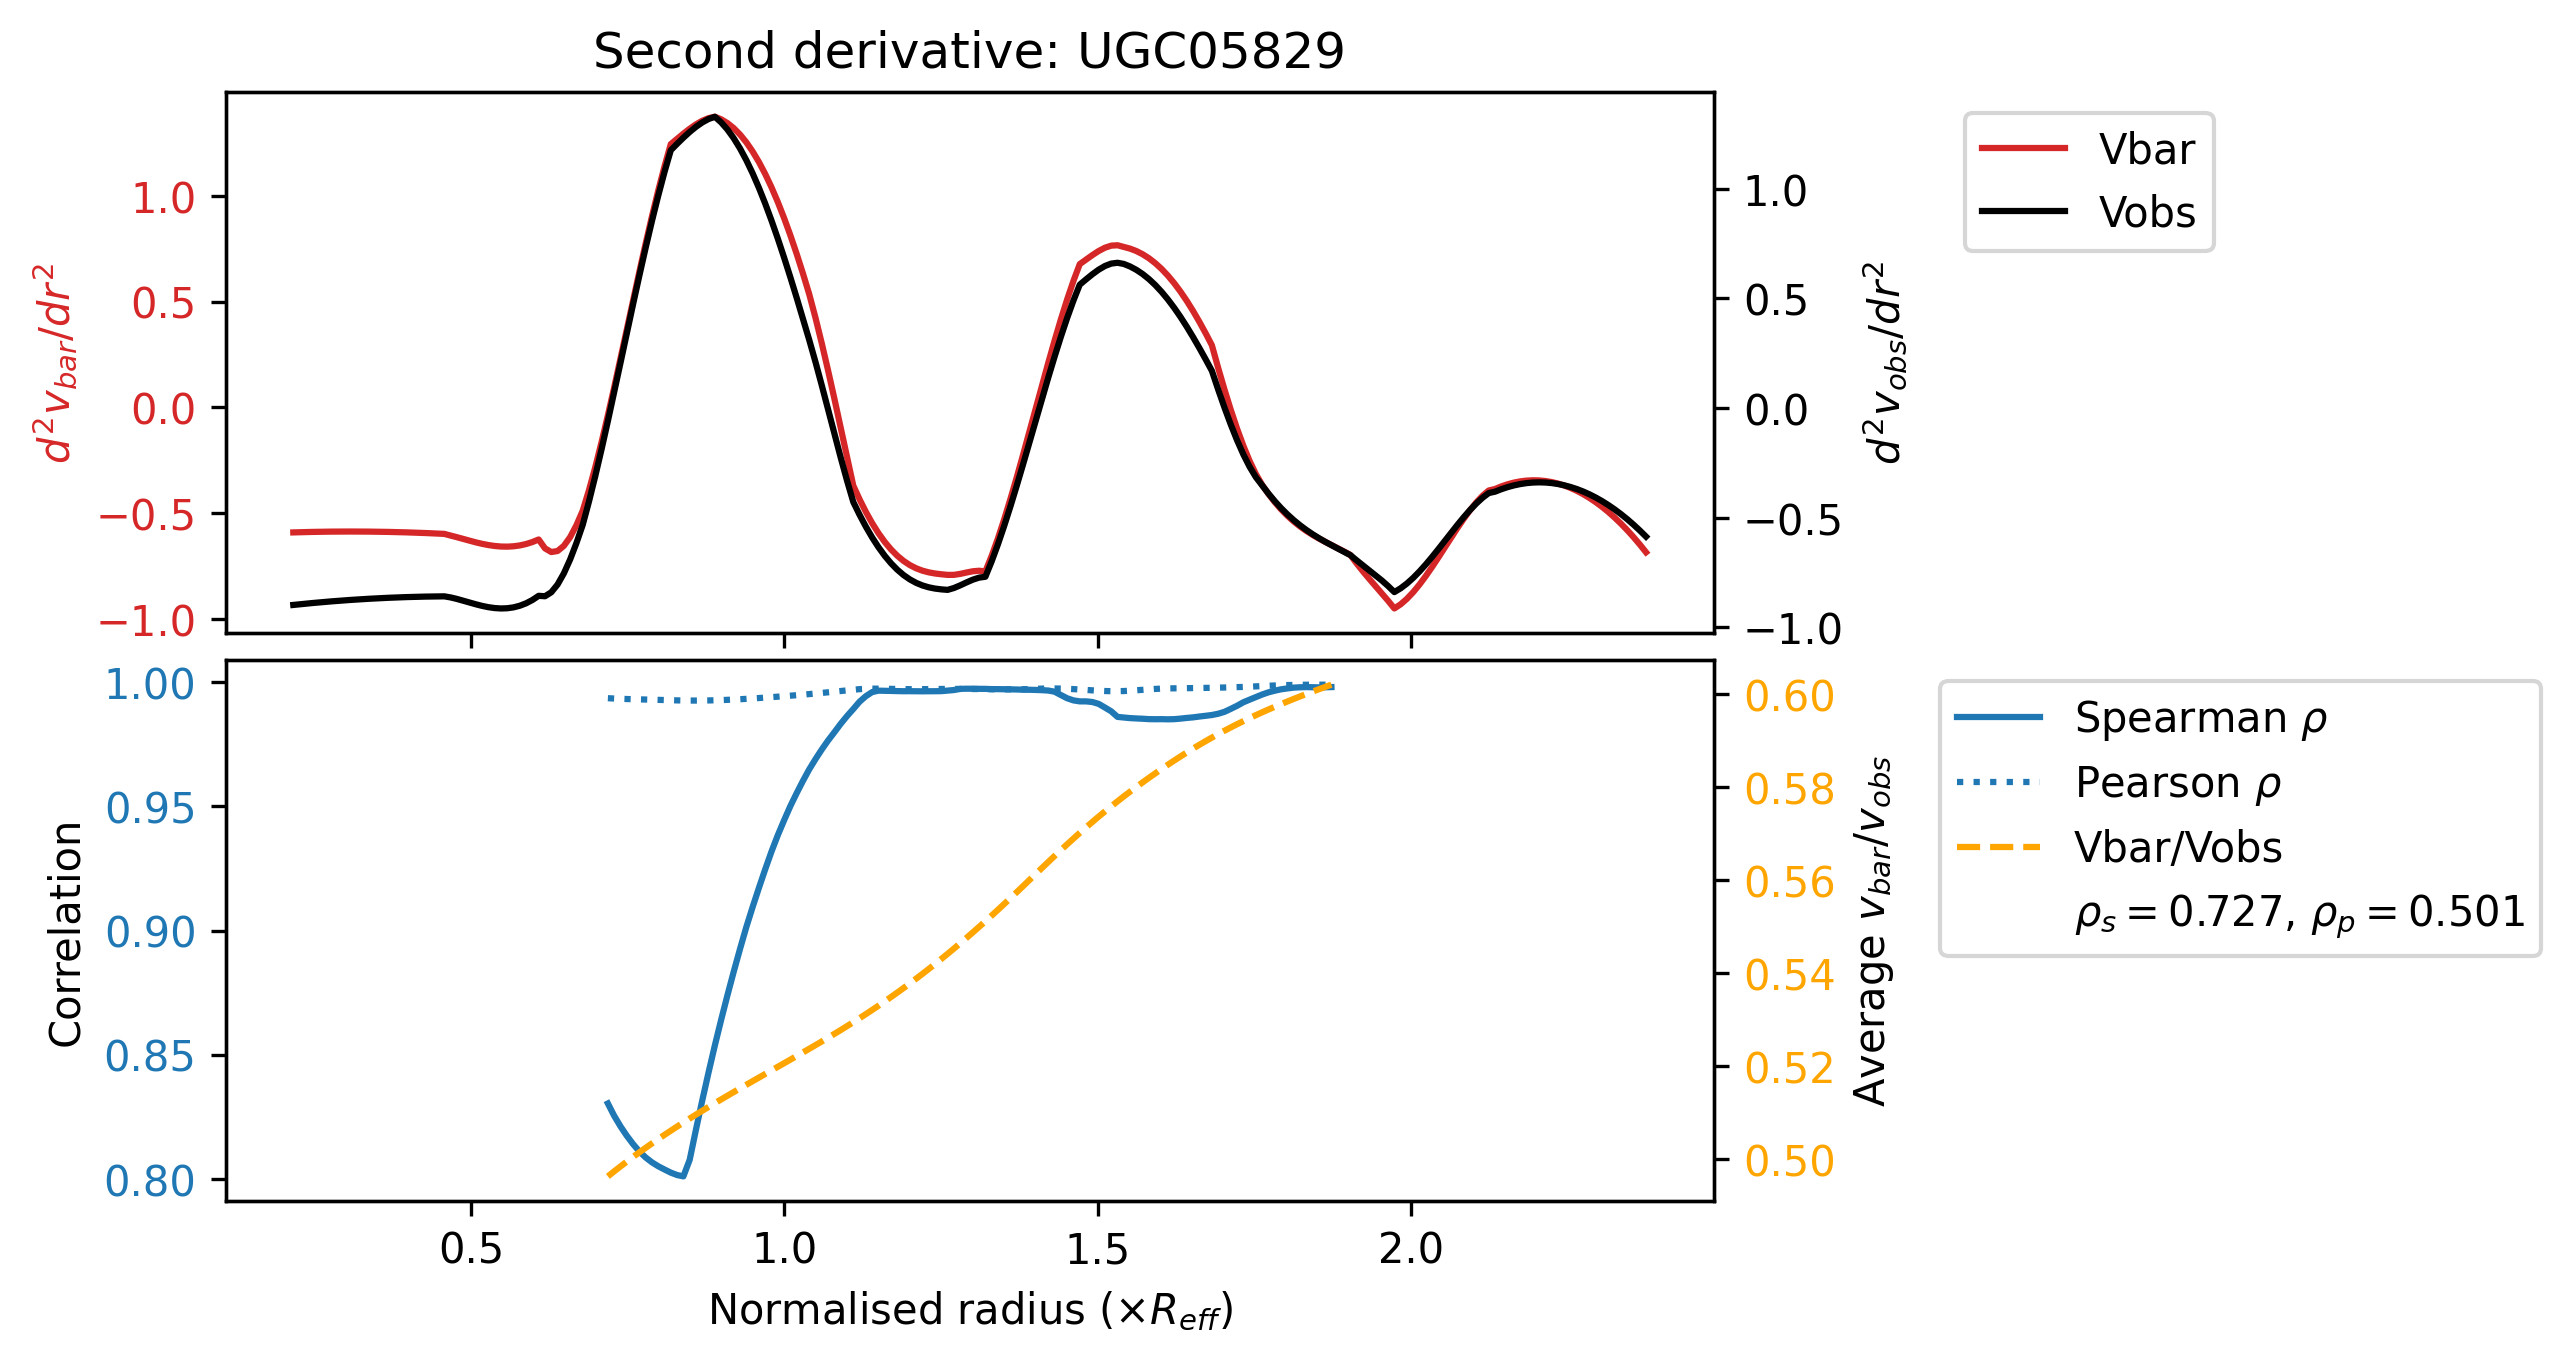 Second derivative: UGC05829
1.0
0.5
0.0
−0.5
−1.0
d²v_bar/dr²
1.0
0.5
0.0
−0.5
−1.0
d²v_obs/dr²
Vbar
Vobs
1.00
0.95
0.90
0.85
0.80
Correlation
0.60
0.58
0.56
0.54
0.52
0.50
Average v_bar/v_obs
Spearman ρ
Pearson ρ
Vbar/Vobs
ρ_s = 0.727, ρ_p = 0.501
0.5 1.0 1.5 2.0
Normalised radius (×R_eff)